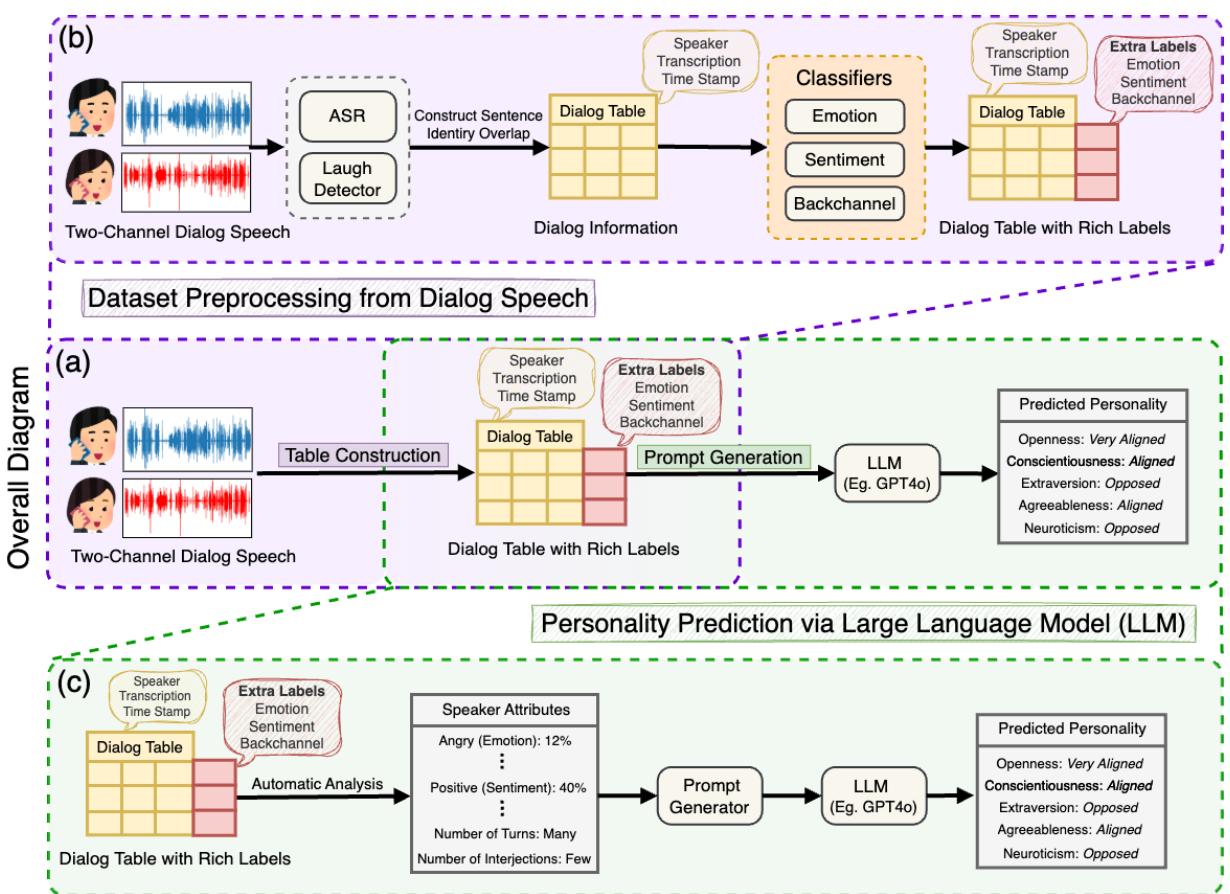 (b)
Speaker
Transcription
Time Stamp
Speaker
Transcription
Time Stamp
Extra Labels
Emotion
Sentiment
Backchannel
ASR
Laugh
Detector
Construct Sentence
Identity Overlap
Dialog Table
Classifiers
Emotion
Sentiment
Backchannel
Dialog Table
Two-Channel Dialog Speech
Dialog Information
Dialog Table with Rich Labels
Dataset Preprocessing from Dialog Speech
Overall Diagram
(a)
Speaker
Transcription
Time Stamp
Extra Labels
Emotion
Sentiment
Backchannel
Table Construction
Dialog Table
Prompt Generation
LLM
(Eg. GPT4o)
Predicted Personality
Openness: Very Aligned
Conscientiousness: Aligned
Extraversion: Opposed
Agreeableness: Aligned
Neuroticism: Opposed
Two-Channel Dialog Speech
Dialog Table with Rich Labels
Personality Prediction via Large Language Model (LLM)
(c)
Speaker
Transcription
Time Stamp
Extra Labels
Emotion
Sentiment
Backchannel
Dialog Table
Automatic Analysis
Speaker Attributes
Angry (Emotion): 12%
Positive (Sentiment): 40%
Number of Turns: Many
Number of Interjections: Few
Prompt
Generator
LLM
(Eg. GPT4o)
Predicted Personality
Openness: Very Aligned
Conscientiousness: Aligned
Extraversion: Opposed
Agreeableness: Aligned
Neuroticism: Opposed
Dialog Table with Rich Labels